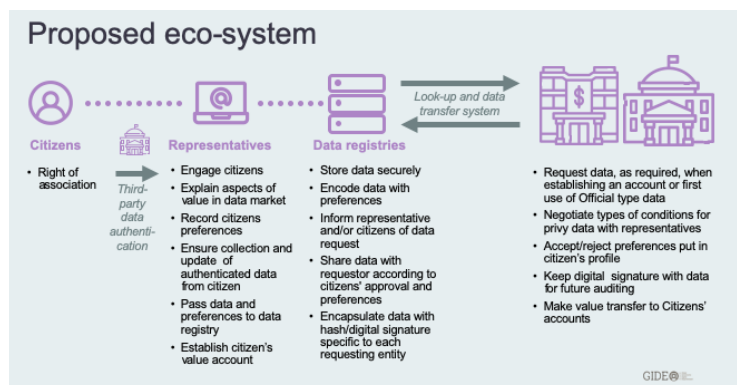 Proposed eco-system
Look-up and data
transfer system
$
@
Citizens
Representatives
Data registries
• Right of
association
Third-
party
data
authenti-
cation
• Engage citizens
• Explain aspects of
value in data market
• Record citizens
preferences
• Ensure collection and
update of
authenticated data
from citizen
• Pass data and
preferences to data
registry
• Establish citizen's
value account
• Store data securely
• Encode data with
preferences
• Inform representative
and/or citizens of data
request
• Share data with
requestor according to
citizens' approval and
preferences
• Encapsulate data with
hash/digital signature
specific to each
requesting entity
• Request data, as required, when
establishing an account or first
use of Official type data
• Negotiate types of conditions for
privy data with representatives
• Accept/reject preferences put in
citizen's profile
• Keep digital signature with data
for future auditing
• Make value transfer to Citizens'
accounts
GIDE@